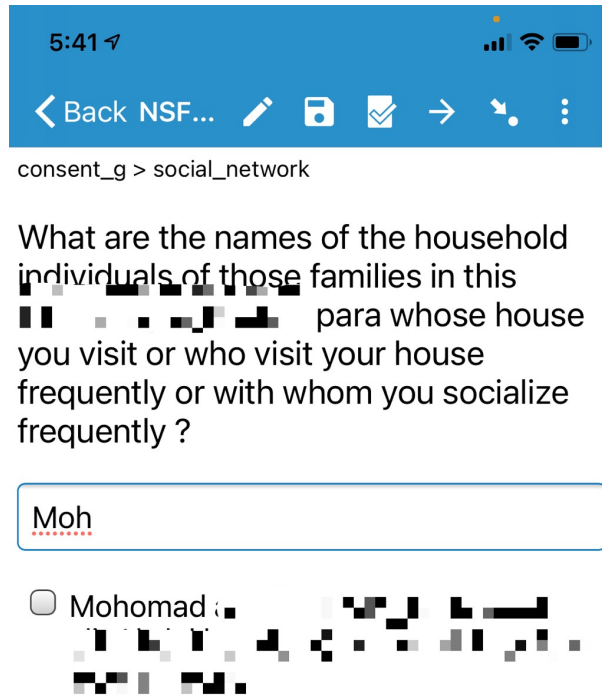 5:41
Back NSF...
consent_g > social_network
What are the names of the household
individuals of those families in this
para whose house
you visit or who visit your house
frequently or with whom you socialize
frequently ?
Moh
Mohomad